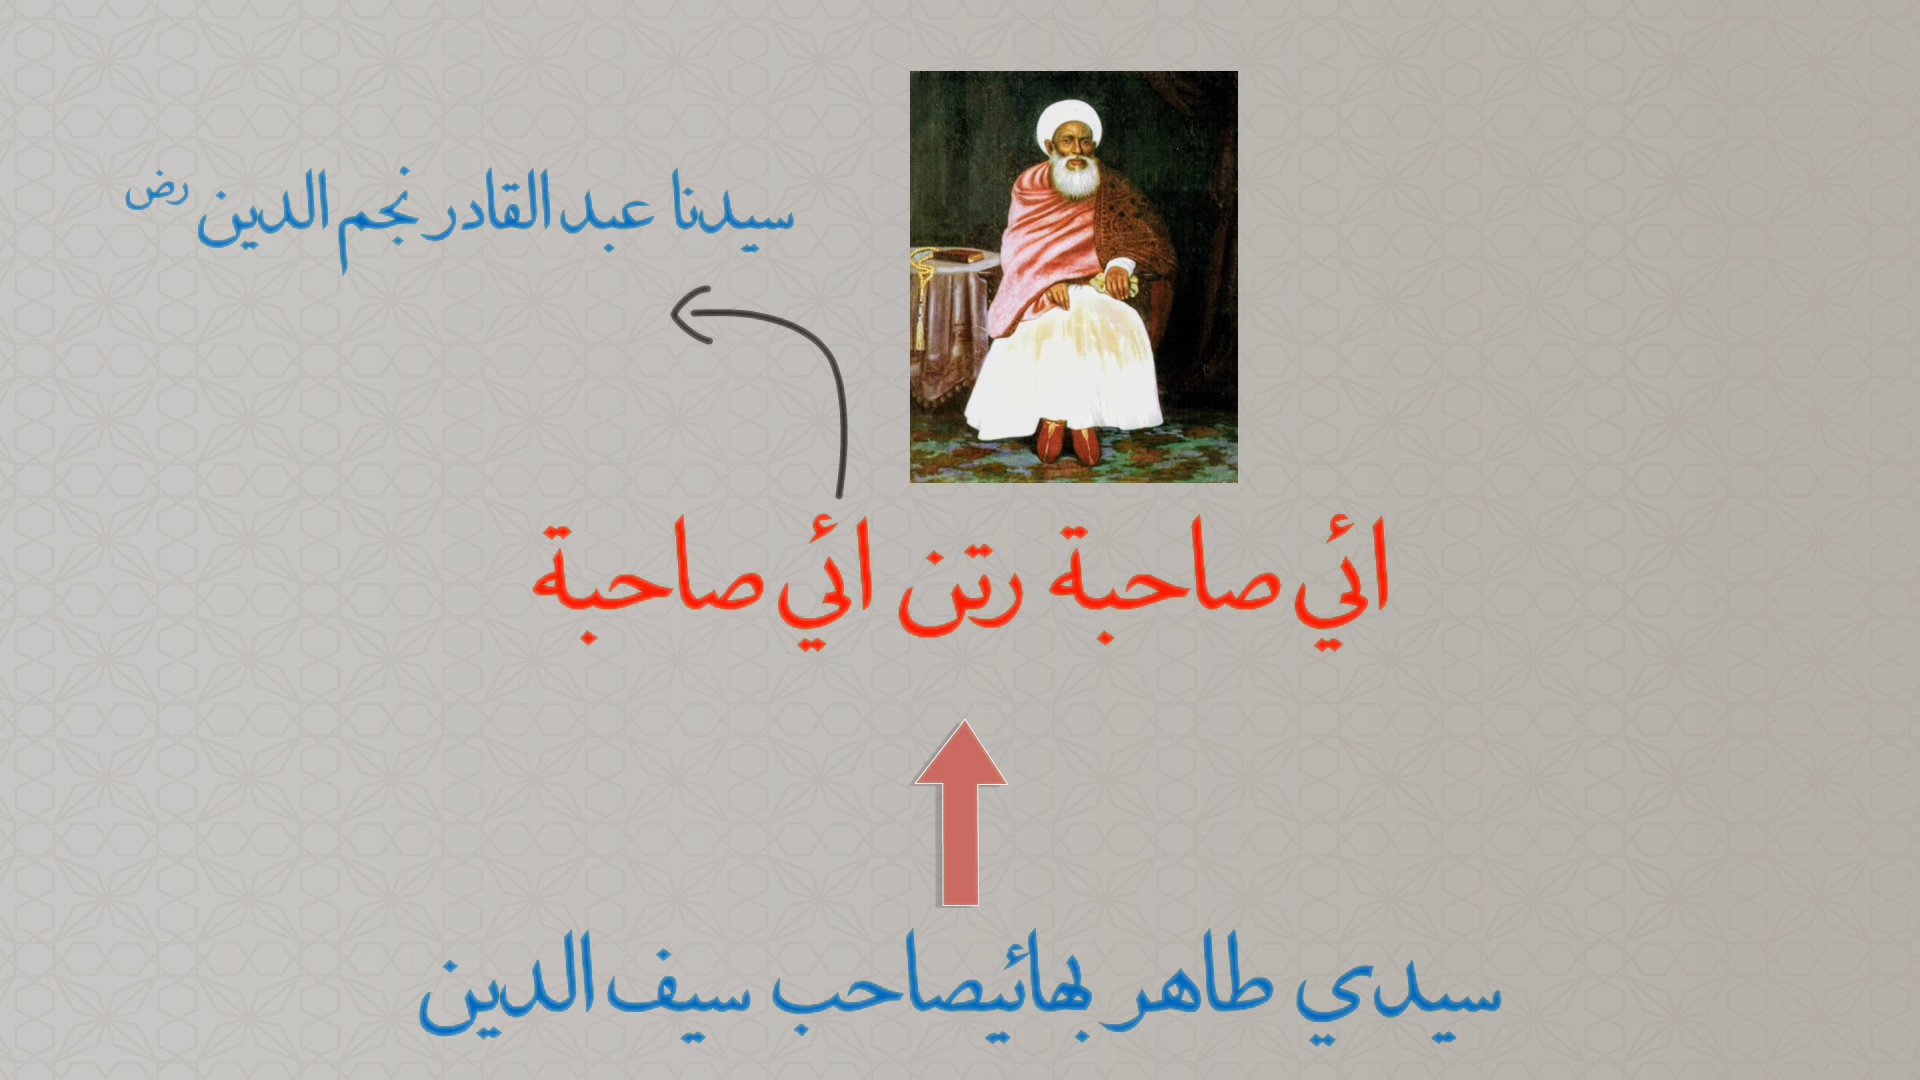 سيدنا عبد القادر نجم الدين رض
ائي صاحبة رتن ائي صاحبة
سيدي طاهر بهائيصاحب سيف الدين